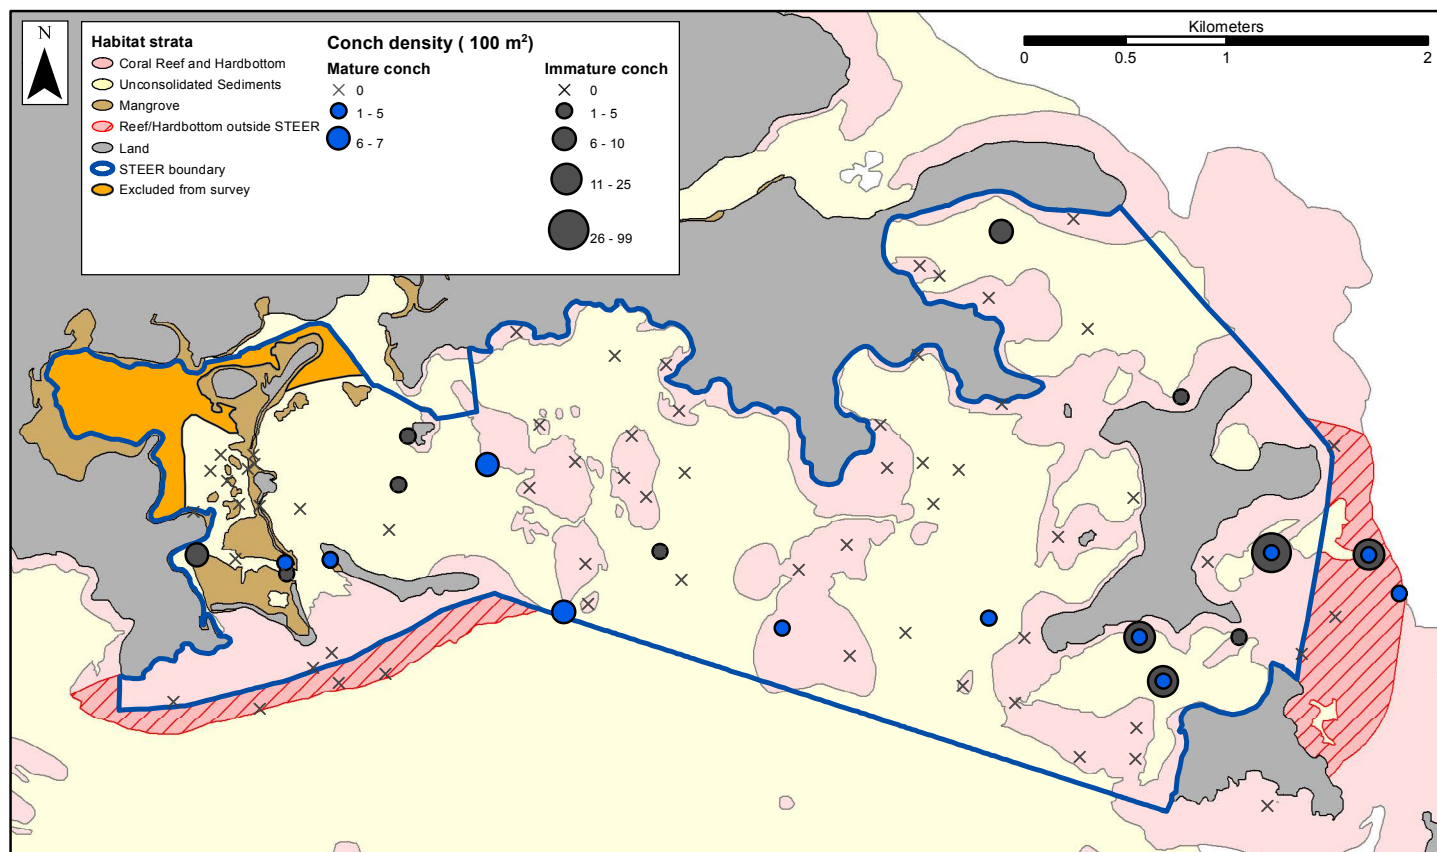 N
Habitat strata
Coral Reef and Hardbottom
Unconsolidated Sediments
Mangrove
Reef/Hardbottom outside STEER
Land
STEER boundary
Excluded from survey
Conch density ( 100 m²)
Mature conch
0
1 - 5
6 - 7
Immature conch
0
1 - 5
6 - 10
11 - 25
26 - 99
Kilometers
0 0.5 1 2